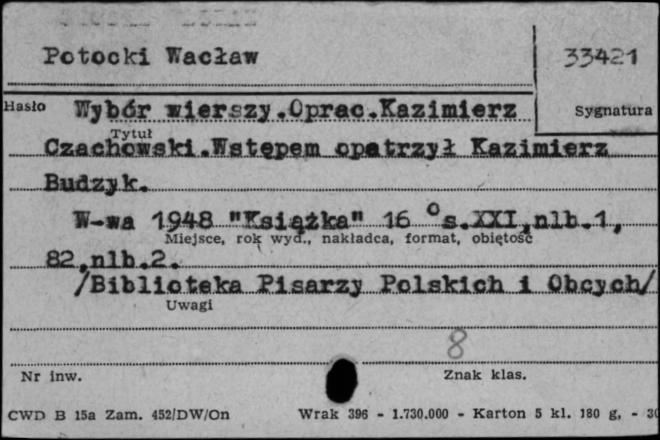 Potocki Wacław
33421
Hasło Wybór wierszy.Oprac.Kazimierz
Sygnatura
Tytuł
Czachowski.Wstępem opatrzył Kazimierz
Budzyk.
W-wa 1948 "Książka" 16 ° s.XXI,nlb.1,
Miejsce, rok wyd., nakładca, format, objętość
82,nlb.2.
/Biblioteka Pisarzy Polskich i Obcych/
Uwagi
8
Nr inw.
Znak klas.
CWD B 15a Zam. 452/DW/On Wrak 396 - 1.730.000 - Karton 5 kl. 180 g, - 30